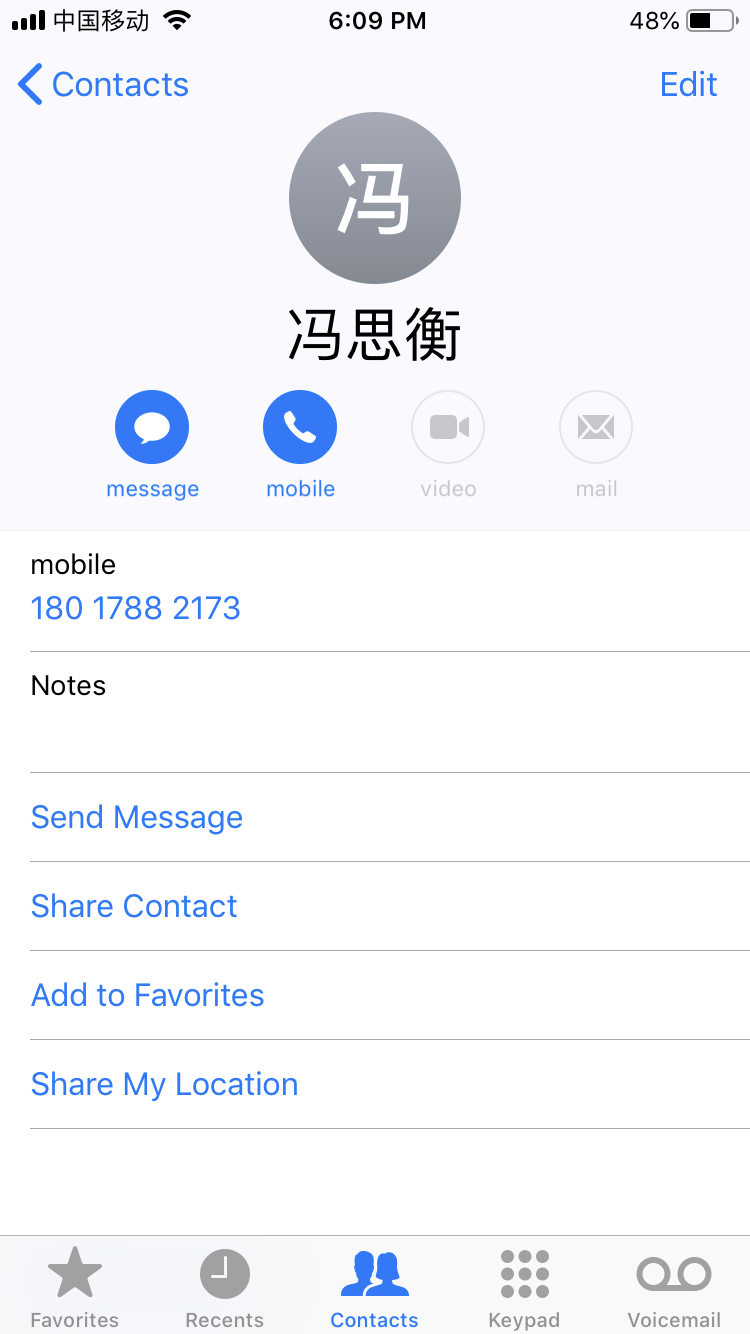 中国移动 6:09 PM 48%
Contacts Edit
冯
冯思衡
message mobile video mail
mobile
180 1788 2173
Notes
Send Message
Share Contact
Add to Favorites
Share My Location
Favorites Recents Contacts Keypad Voicemail